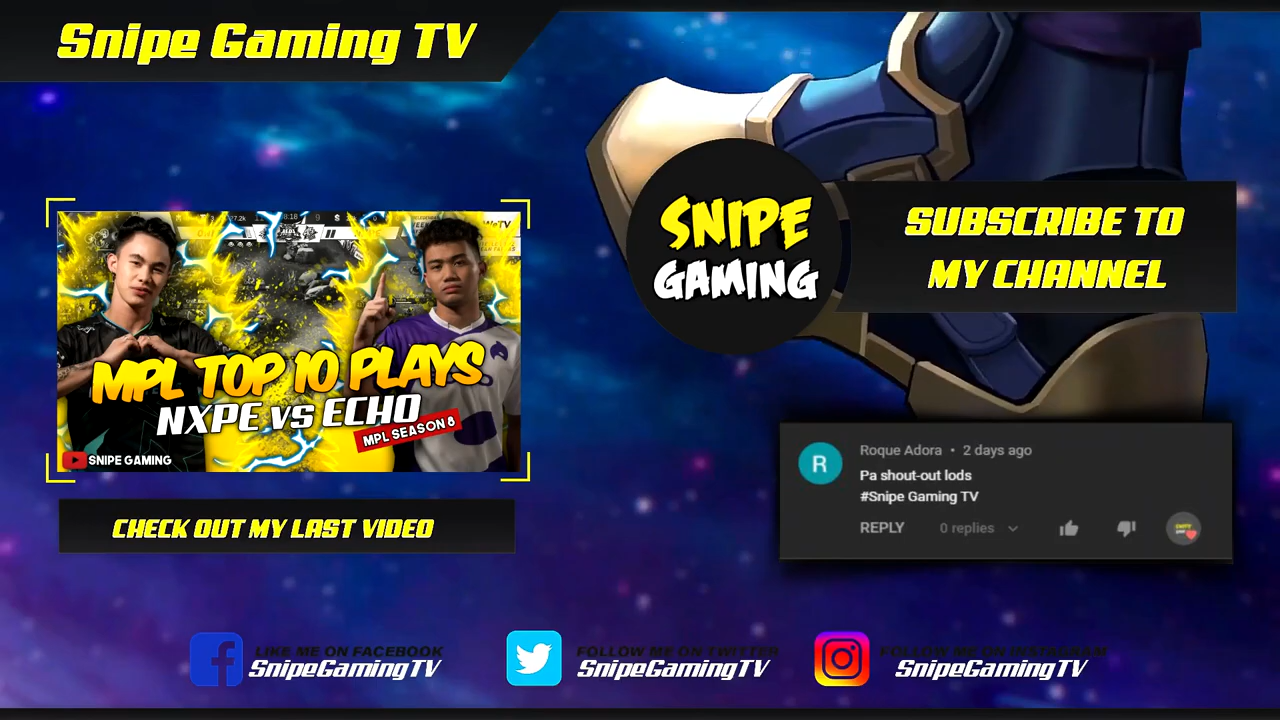 Snipe Gaming TV
SNIPE
GAMING
SUBSCRIBE TO
MY CHANNEL
MPL TOP 10 PLAYS
NXPE VS ECHO
MPL SEASON 8
SNIPE GAMING
CHECK OUT MY LAST VIDEO
R
Roque Adora • 2 days ago
Pa shout-out lods
#Snipe Gaming TV
REPLY 0 replies
LIKE ME ON FACEBOOK
SnipeGamingTV
FOLLOW ME ON TWITTER
SnipeGamingTV
FOLLOW ME ON INSTAGRAM
SnipeGamingTV